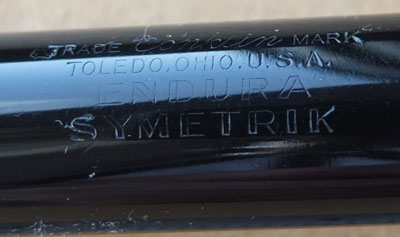 TRADE Conklin MARK
TOLEDO, OHIO, U.S.A.
ENDURA
SYMETRIK